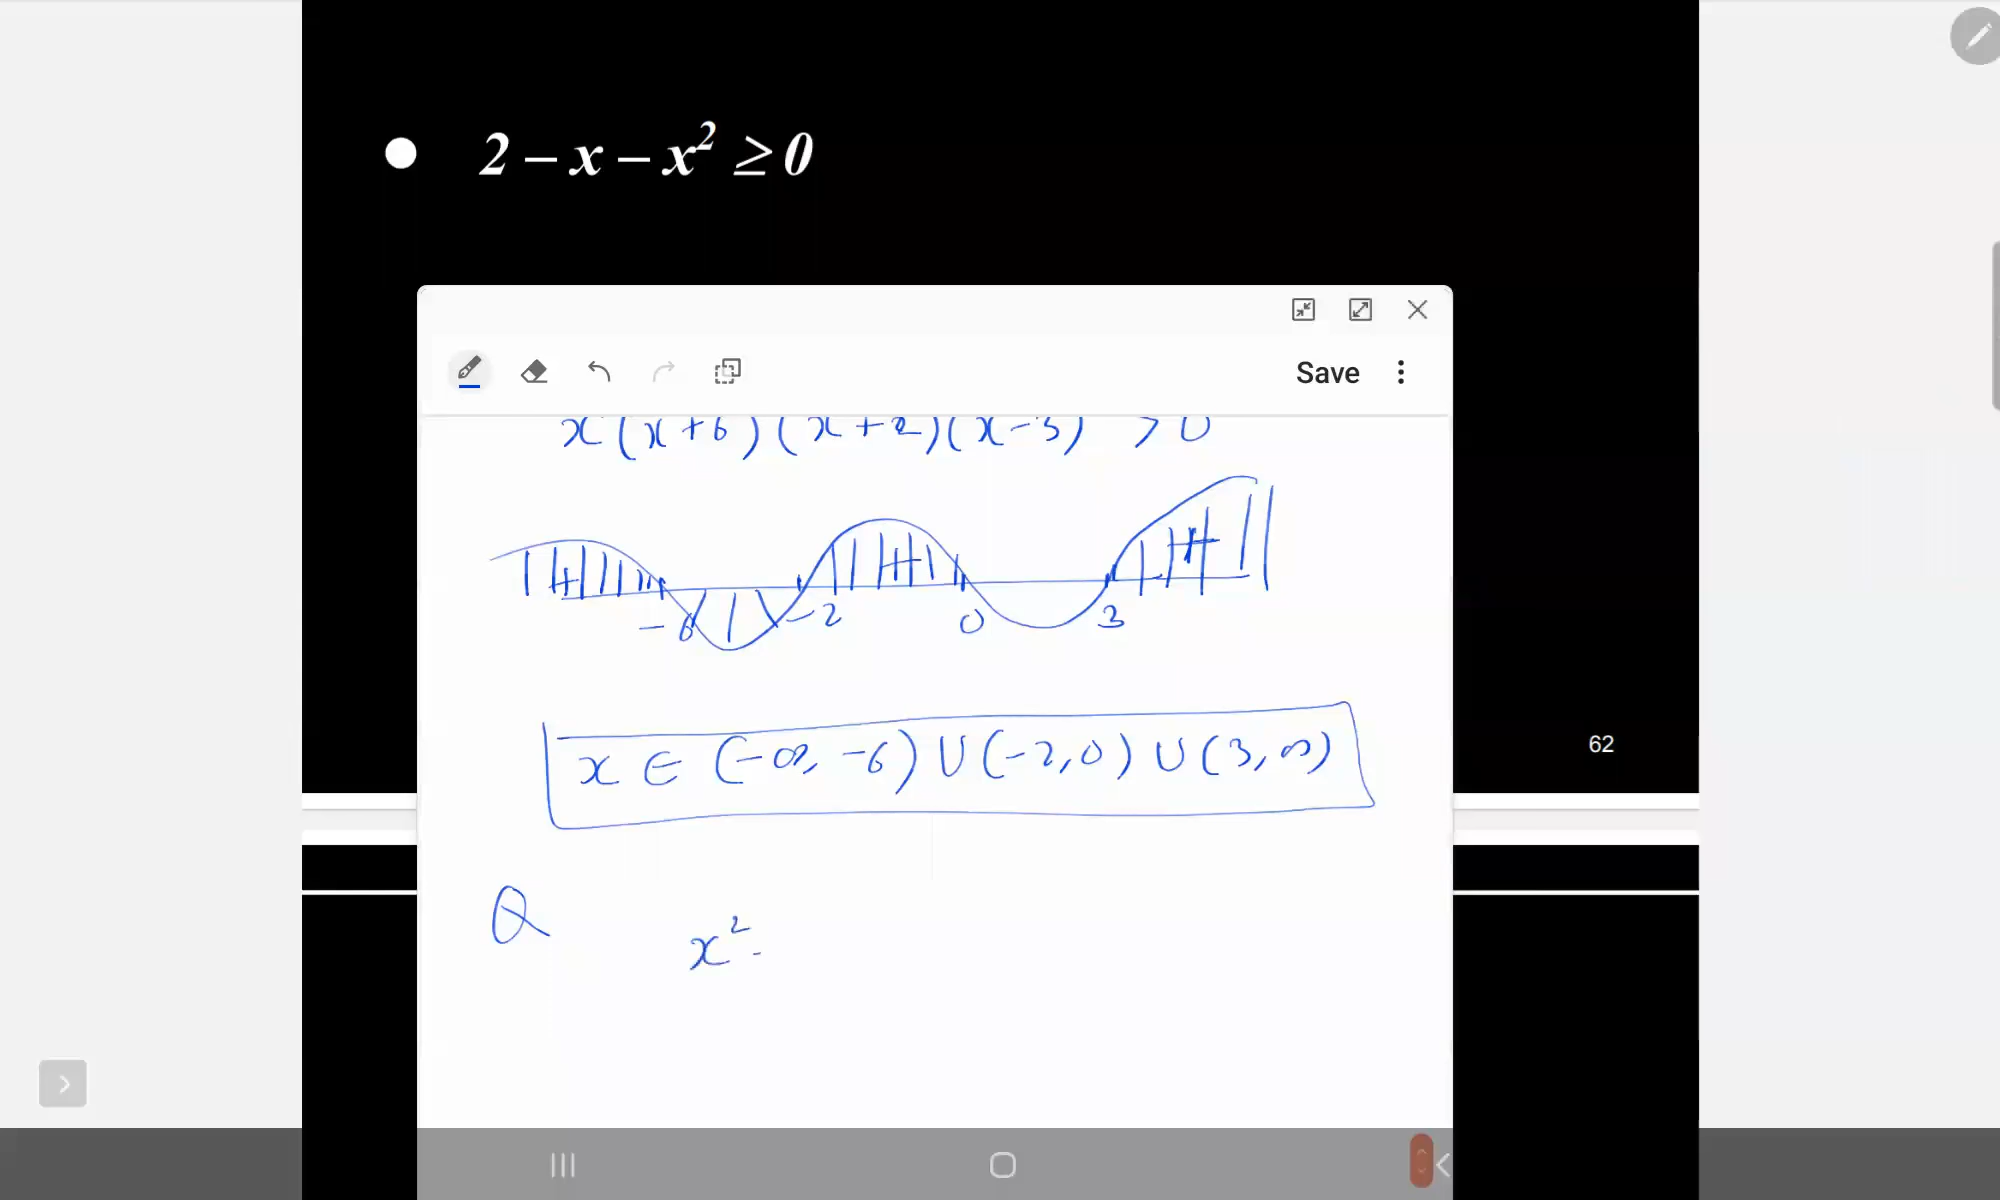 ● 2 – x – x² ≥ 0
Save
x(x+6)(x+2)(x-3) > 0
-6 -2 0 3
x ∈ (-∞, -6) ∪ (-2,0) ∪ (3, ∞)
62
Q x² -